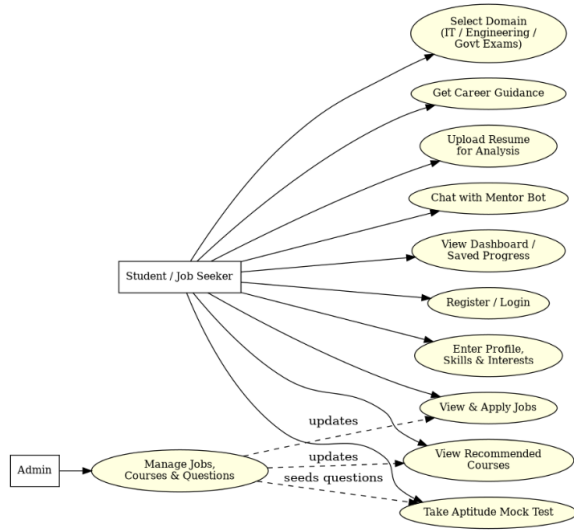 Select Domain
(IT / Engineering /
Govt Exams)
Get Career Guidance
Upload Resume
for Analysis
Chat with Mentor Bot
View Dashboard /
Saved Progress
Student / Job Seeker
Register / Login
Enter Profile,
Skills & Interests
View & Apply Jobs
updates
View Recommended
Courses
updates
Admin
Manage Jobs,
Courses & Questions
seeds questions
Take Aptitude Mock Test